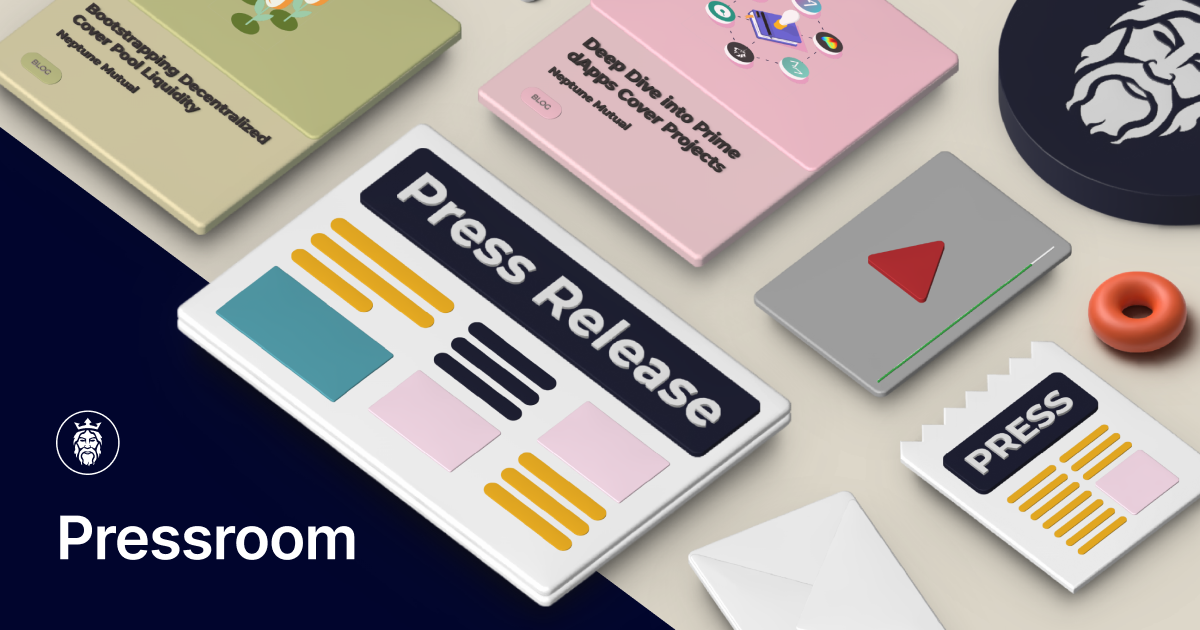 Bootstrapping Decentralized
Cover Pool Liquidity
Neptune Mutual
BLOG
Deep Dive into Prime
dApps Cover Projects
Neptune Mutual
BLOG
Press Release
PRESS
Pressroom